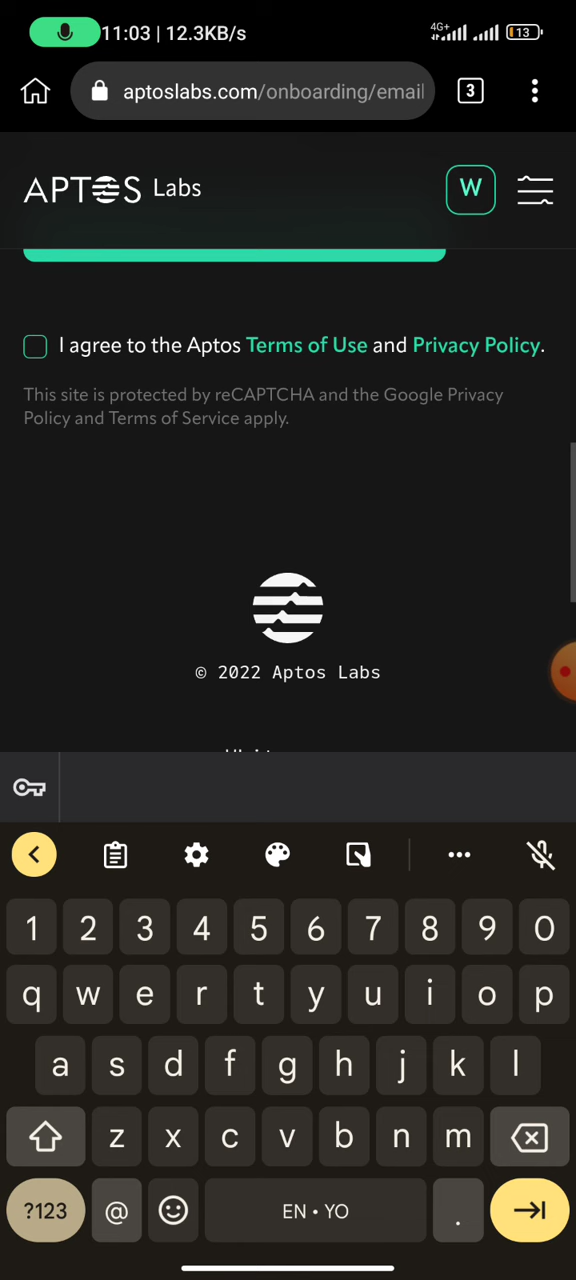 11:03 | 12.3KB/s 4G+ 13
aptoslabs.com/onboarding/email 3
APTOS Labs W
I agree to the Aptos Terms of Use and Privacy Policy.
This site is protected by reCAPTCHA and the Google Privacy
Policy and Terms of Service apply.
© 2022 Aptos Labs
1 2 3 4 5 6 7 8 9 0
q w e r t y u i o p
a s d f g h j k l
z x c v b n m
?123 @ EN • YO .